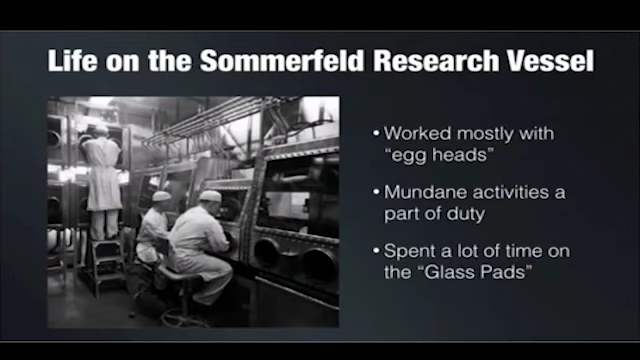 Life on the Sommerfeld Research Vessel
• Worked mostly with
“egg heads”
• Mundane activities a
part of duty
• Spent a lot of time on
the “Glass Pads”